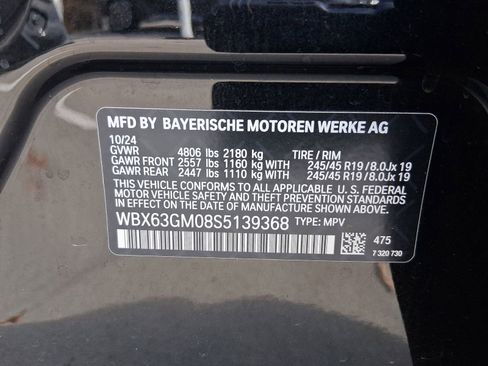 MFD BY BAYERISCHE MOTOREN WERKE AG
10/24
GVWR 4806 lbs 2180 kg TIRE / RIM
GAWR FRONT 2557 lbs 1160 kg WITH 245/45 R19 / 8.0Jx 19
GAWR REAR 2447 lbs 1110 kg WITH 245/45 R19 / 8.0Jx 19
THIS VEHICLE CONFORMS TO ALL APPLICABLE U. S. FEDERAL
MOTOR VEHICLE SAFETY AND THEFT PREVENTION STANDARDS
IN EFFECT ON THE DATE OF MANUFACTURE SHOWN ABOVE.
WBX63GM08S5139368 TYPE: MPV
475
7 320 730